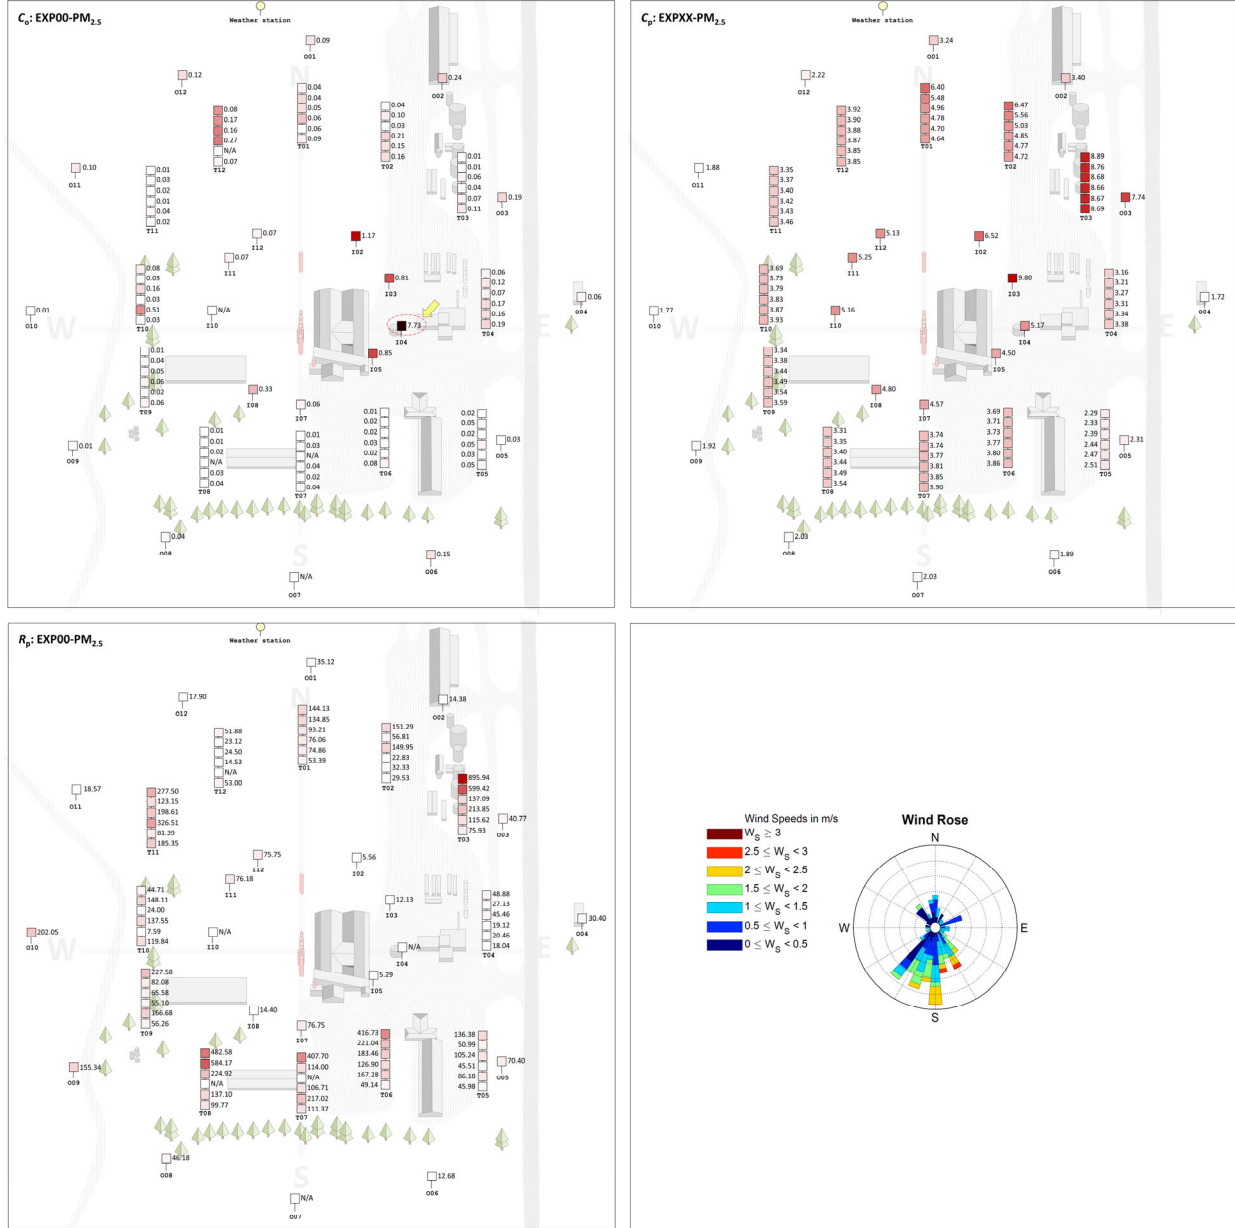 Co: EXP00-PM2.5
Weather station
0.09
O01
0.12
O12
0.24
O02
0.04
0.04
0.05
0.06
0.06
0.09
T01
0.08
0.17
0.16
0.27
N/A
0.07
T12
0.04
0.10
0.03
0.21
0.15
0.16
T02
0.10
O11
0.01
0.03
0.02
0.01
0.04
0.02
T11
0.01
0.01
0.06
0.04
0.07
0.11
T03
0.19
O03
0.07
I12
1.17
I02
0.07
I11
0.81
I03
0.08
0.03
0.16
0.03
0.51
0.03
T10
0.06
0.12
0.07
0.17
0.16
0.19
T04
0.06
O04
0.01
O10
N/A
I10
7.73
I04
W
N
E
S
0.85
I05
0.01
0.04
0.05
0.06
0.02
0.06
T09
0.33
I08
0.06
I07
0.01
0.02
0.02
0.03
0.02
0.08
T06
0.02
0.05
0.02
0.02
0.03
0.05
T05
0.03
O05
0.01
O09
0.01
0.01
0.02
N/A
0.03
0.04
T08
0.01
0.03
N/A
0.04
0.02
0.04
T07
0.04
O08
0.15
O06
N/A
O07
Cp: EXPXX-PM2.5
Weather station
3.24
O01
2.22
O12
3.40
O02
6.40
5.48
4.96
4.78
4.70
4.64
T01
3.92
3.90
3.88
3.87
3.85
3.85
T12
6.47
5.56
5.03
4.85
4.77
4.72
T02
1.88
O11
3.35
3.37
3.40
3.42
3.43
3.46
T11
8.89
8.76
8.68
8.66
8.67
8.69
T03
7.74
O03
5.13
I12
6.52
I02
5.25
I11
9.80
I03
3.69
3.73
3.79
3.83
3.87
3.93
T10
3.16
3.21
3.27
3.31
3.34
3.38
T04
1.72
O04
1.77
O10
5.16
I10
5.17
I04
W
N
E
S
4.50
I05
3.34
3.38
3.44
3.49
3.54
3.59
T09
4.80
I08
4.57
I07
3.69
3.71
3.73
3.77
3.80
3.86
T06
2.29
2.33
2.39
2.44
2.47
2.51
T05
2.31
O05
1.92
O09
3.31
3.35
3.40
3.44
3.49
3.54
T08
3.74
3.74
3.77
3.81
3.85
3.90
T07
2.03
O08
1.89
O06
2.03
O07
Rp: EXP00-PM2.5
Weather station
35.12
O01
17.90
O12
14.38
O02
144.13
134.85
93.21
76.06
74.86
53.39
T01
51.88
23.12
24.50
14.53
N/A
53.00
T12
151.29
56.81
149.95
22.83
32.33
29.53
T02
18.57
O11
277.50
123.15
198.61
326.51
81.39
185.35
T11
895.94
599.42
137.09
213.85
115.62
75.93
T03
40.77
O03
75.75
I12
5.56
I02
76.18
I11
12.13
I03
44.71
148.11
24.00
137.55
7.59
119.84
T10
48.88
27.13
45.46
19.12
20.46
18.04
T04
30.40
O04
202.05
O10
N/A
I10
N/A
I04
W
N
E
S
5.29
I05
227.58
82.08
65.58
55.10
166.68
56.26
T09
14.40
I08
76.75
I07
416.73
221.04
183.46
126.90
167.28
49.14
T06
136.38
50.99
105.24
45.51
86.18
45.98
T05
70.40
O05
155.34
O09
482.58
584.17
224.92
N/A
137.10
99.77
T08
407.70
114.00
N/A
106.71
217.02
111.37
T07
46.18
O08
12.68
O06
N/A
O07
Wind Speeds in m/s
WS ≥ 3
2.5 ≤ WS < 3
2 ≤ WS < 2.5
1.5 ≤ WS < 2
1 ≤ WS < 1.5
0.5 ≤ WS < 1
0 ≤ WS < 0.5
Wind Rose
N
W
E
S